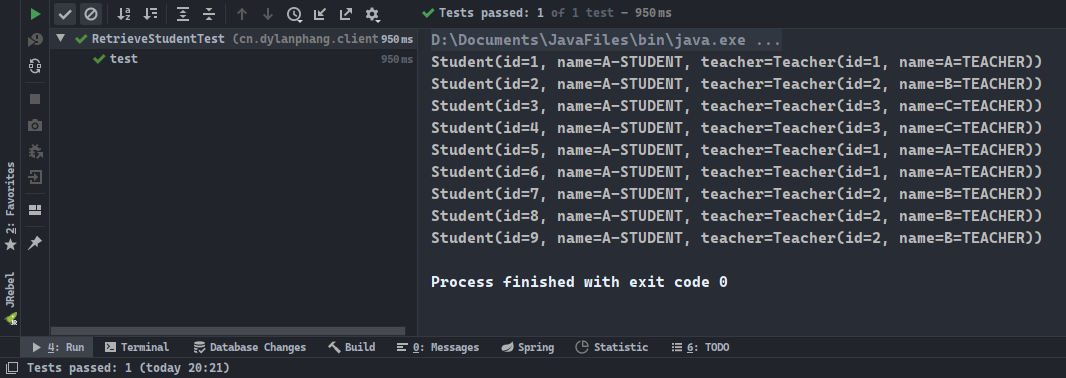 Tests passed: 1 of 1 test – 950 ms
RetrieveStudentTest (cn.dylanphang.client 950 ms
test 950 ms
D:\Documents\JavaFiles\bin\java.exe ...
Student(id=1, name=A-STUDENT, teacher=Teacher(id=1, name=A=TEACHER))
Student(id=2, name=A-STUDENT, teacher=Teacher(id=2, name=B=TEACHER))
Student(id=3, name=A-STUDENT, teacher=Teacher(id=3, name=C=TEACHER))
Student(id=4, name=A-STUDENT, teacher=Teacher(id=3, name=C=TEACHER))
Student(id=5, name=A-STUDENT, teacher=Teacher(id=1, name=A=TEACHER))
Student(id=6, name=A-STUDENT, teacher=Teacher(id=1, name=A=TEACHER))
Student(id=7, name=A-STUDENT, teacher=Teacher(id=2, name=B=TEACHER))
Student(id=8, name=A-STUDENT, teacher=Teacher(id=2, name=B=TEACHER))
Student(id=9, name=A-STUDENT, teacher=Teacher(id=2, name=B=TEACHER))
Process finished with exit code 0
2: Favorites
JRebel
4: Run Terminal Database Changes Build 0: Messages Spring Statistic 6: TODO
Tests passed: 1 (today 20:21)